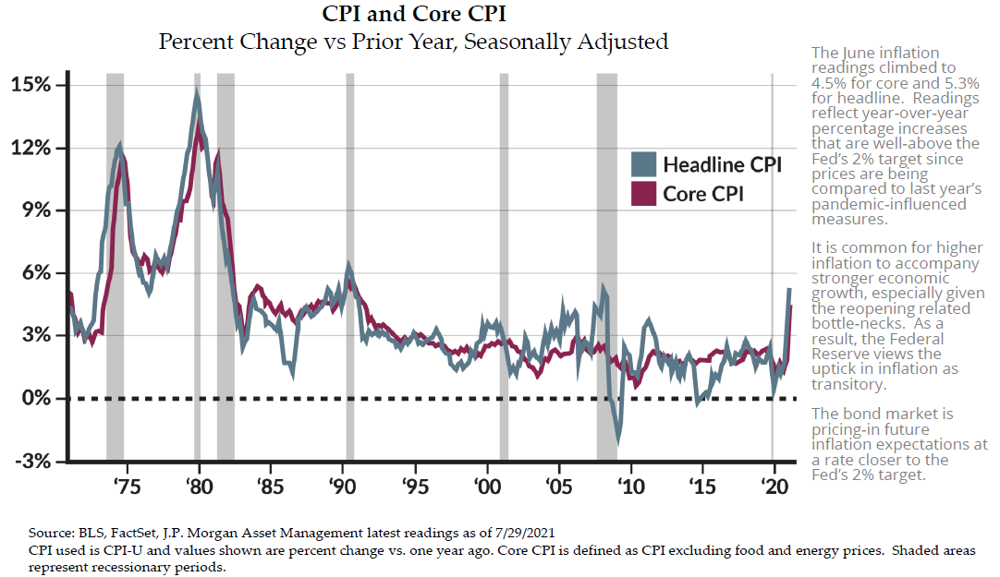 CPI and Core CPI
Percent Change vs Prior Year, Seasonally Adjusted
15%
12%
9%
6%
3%
0%
-3%
Headline CPI
Core CPI
‘75
‘80
‘85
‘90
‘95
‘00
‘05
‘10
‘15
‘20
The June inflation
readings climbed to
4.5% for core and 5.3%
for headline.  Readings
reflect year-over-year
percentage increases
that are well-above the
Fed’s 2% target since
prices are being
compared to last year’s
pandemic-influenced
measures.
It is common for higher
inflation to accompany
stronger economic
growth, especially given
the reopening related
bottle-necks.  As a
result, the Federal
Reserve views the
uptick in inflation as
transitory.
The bond market is
pricing-in future
inflation expectations at
a rate closer to the
Fed’s 2% target.
Source: BLS, FactSet, J.P. Morgan Asset Management latest readings as of 7/29/2021
CPI used is CPI-U and values shown are percent change vs. one year ago. Core CPI is defined as CPI excluding food and energy prices.  Shaded areas
represent recessionary periods.